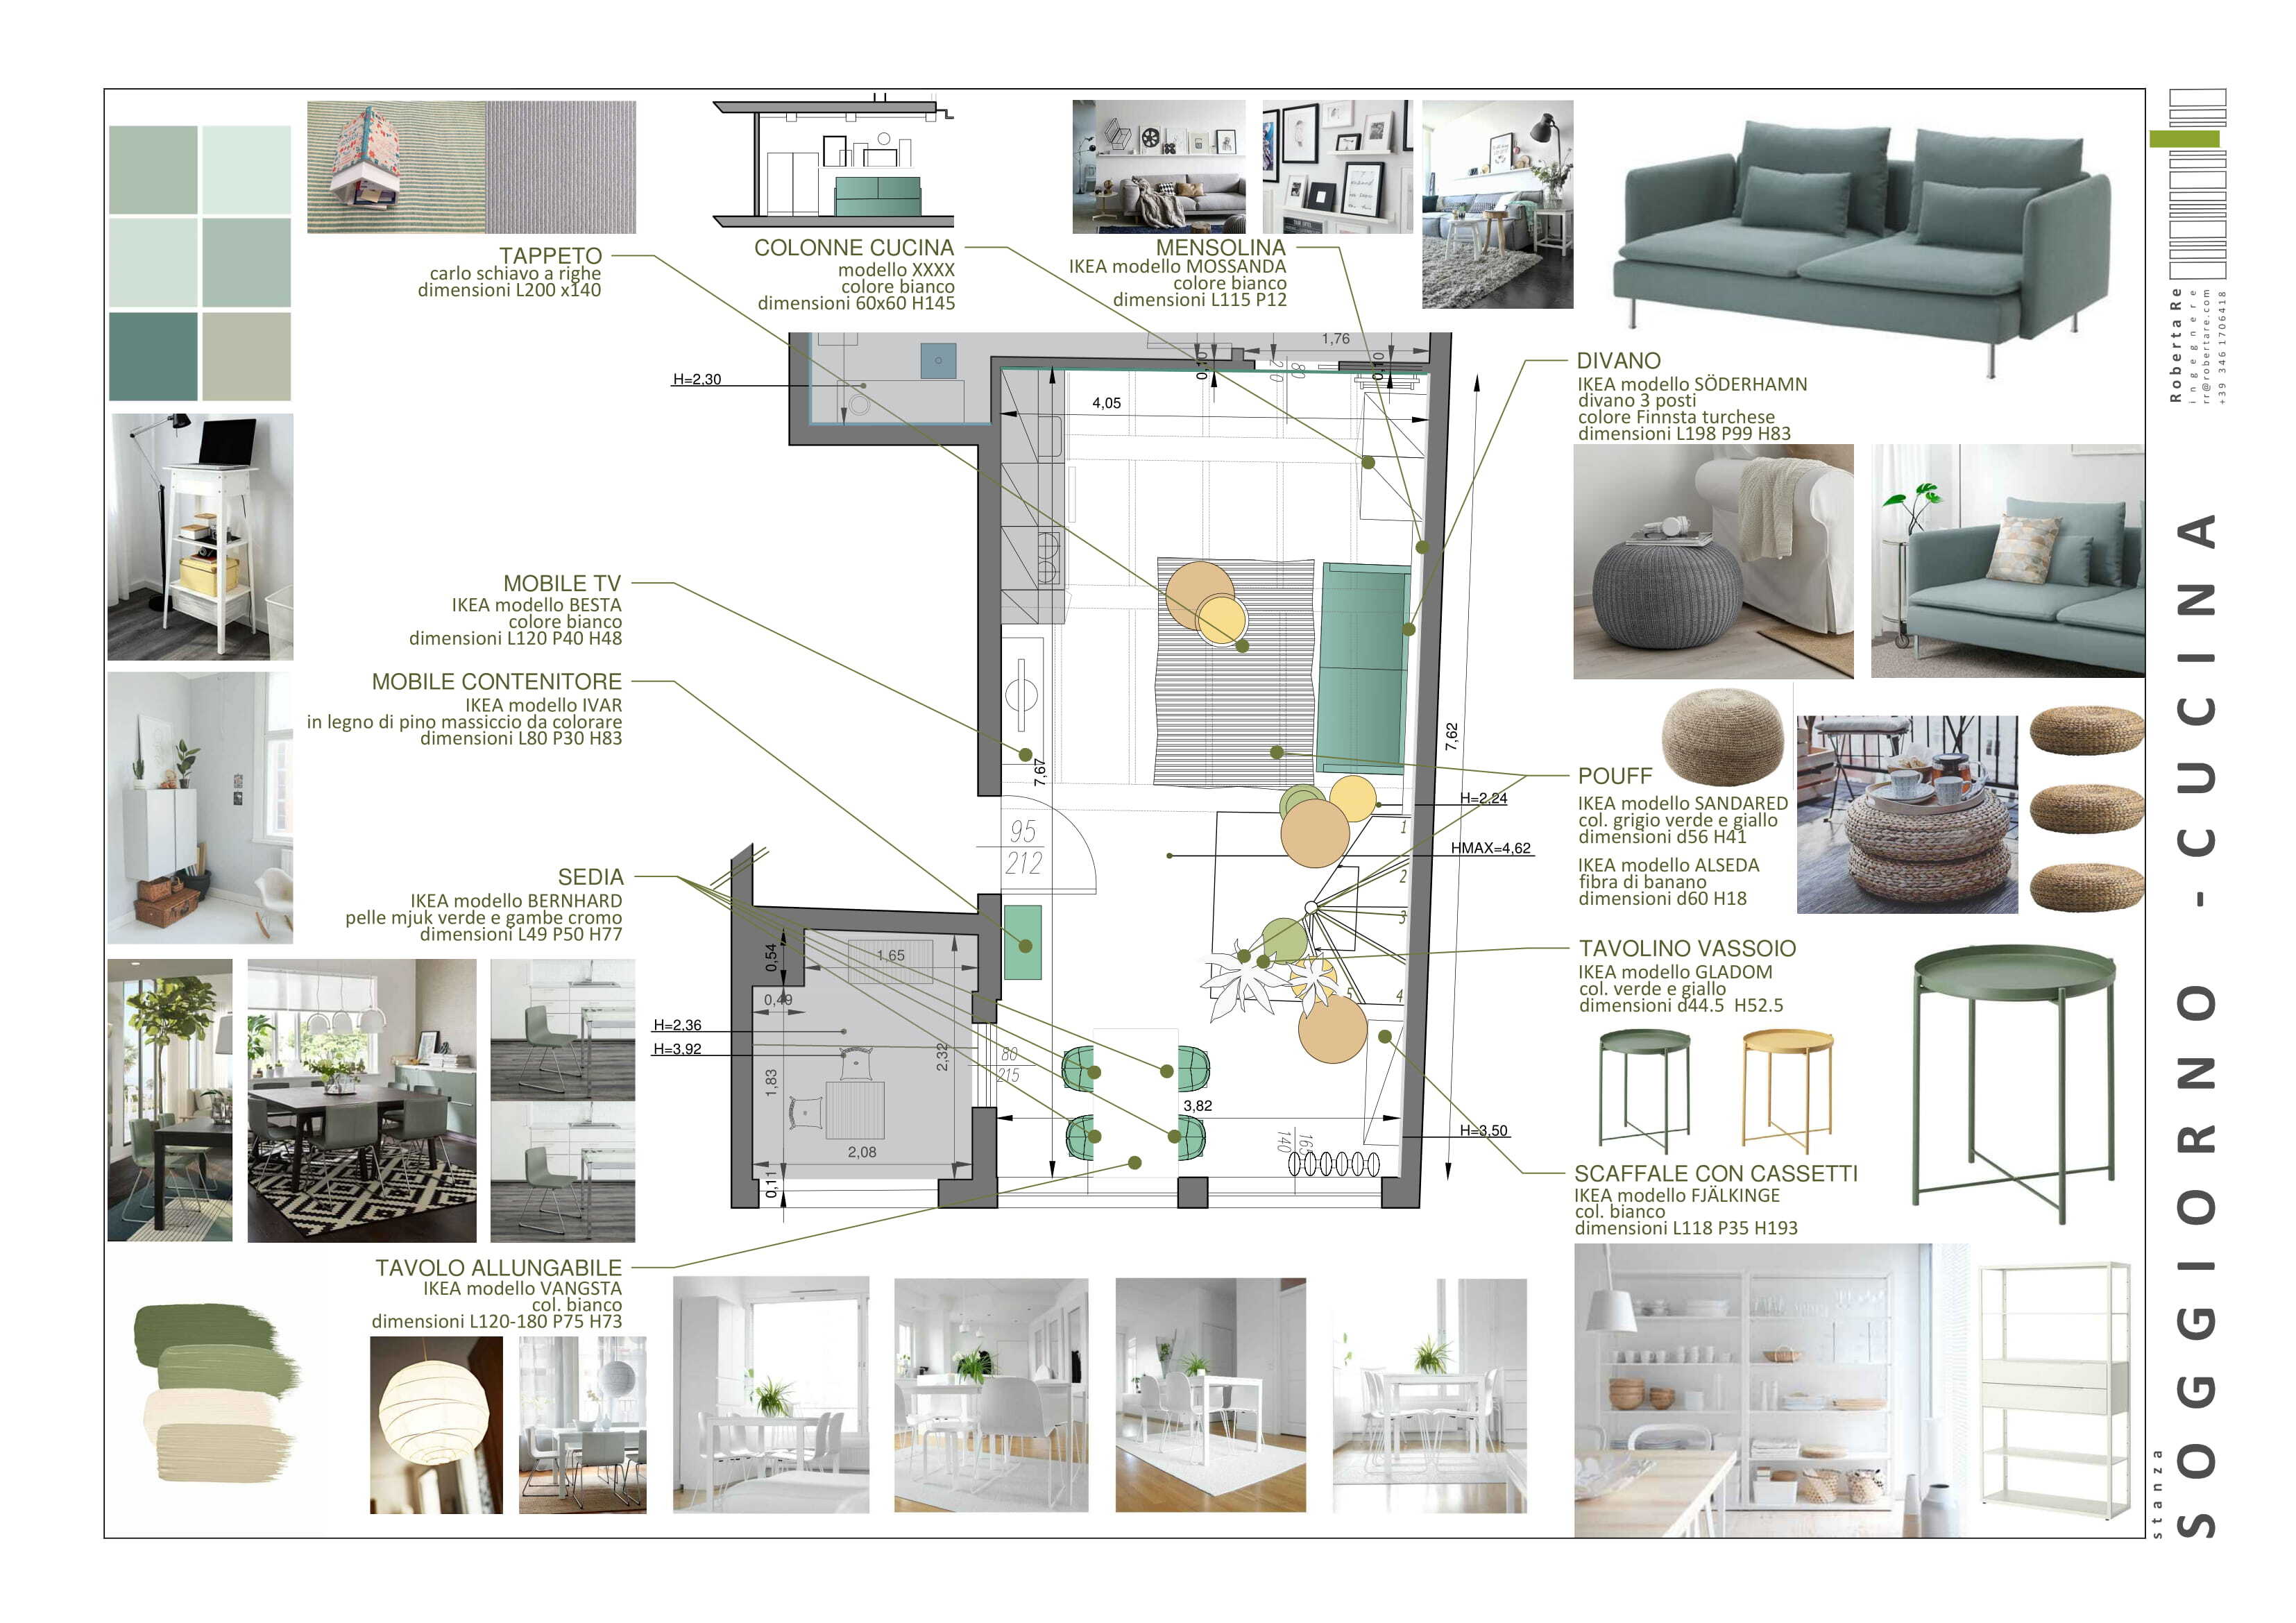 TAPPETO
carlo schiavo a righe
dimensioni L200 x140
COLONNE CUCINA
modello XXXX
colore bianco
dimensioni 60x60 H145
MENSOLINA
IKEA modello MOSSANDA
colore bianco
dimensioni L115 P12
DIVANO
IKEA modello SÖDERHAMN
divano 3 posti
colore Finnsta turchese
dimensioni L198 P99 H83
MOBILE TV
IKEA modello BESTA
colore bianco
dimensioni L120 P40 H48
MOBILE CONTENITORE
IKEA modello IVAR
in legno di pino massiccio da colorare
dimensioni L80 P30 H83
SEDIA
IKEA modello BERNHARD
pelle mjuk verde e gambe cromo
dimensioni L49 P50 H77
TAVOLO ALLUNGABILE
IKEA modello VANGSTA
col. bianco
dimensioni L120-180 P75 H73
POUFF
IKEA modello SANDARED
col. grigio verde e giallo
dimensioni d56 H41
IKEA modello ALSEDA
fibra di banano
dimensioni d60 H18
TAVOLINO VASSOIO
IKEA modello GLADOM
col. verde e giallo
dimensioni d44.5 H52.5
SCAFFALE CON CASSETTI
IKEA modello FJÄLKINGE
col. bianco
dimensioni L118 P35 H193
H=2,30
1,76
0,10
80
210
0,10
4,05
7,67
7,62
95
212
H=2,24
HMAX=4,62
1
2
3
4
5
0,54
1,65
0,49
H=2,36
H=3,92
1,83
2,32
80
215
2,08
0,11
3,82
H=3,50
140
Roberta Re
ingegnere
rr@robertare.com
+39 346 1706418
stanza
SOGGIORNO - CUCINA